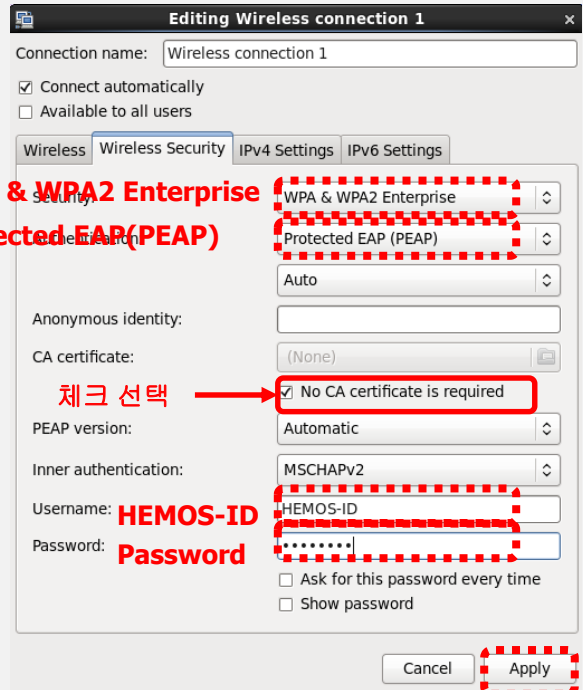 Editing Wireless connection 1
Connection name: Wireless connection 1
Connect automatically
Available to all users
Wireless Wireless Security IPv4 Settings IPv6 Settings
& WPA2 Enterprise
Security: WPA & WPA2 Enterprise
EAP(PEAP)
Authentication: Protected EAP (PEAP)
Auto
Anonymous identity:
CA certificate: (None)
체크 선택 No CA certificate is required
PEAP version: Automatic
Inner authentication: MSCHAPv2
Username: HEMOS-ID HEMOS-ID
Password: Password ••••••••
Ask for this password every time
Show password
Cancel Apply